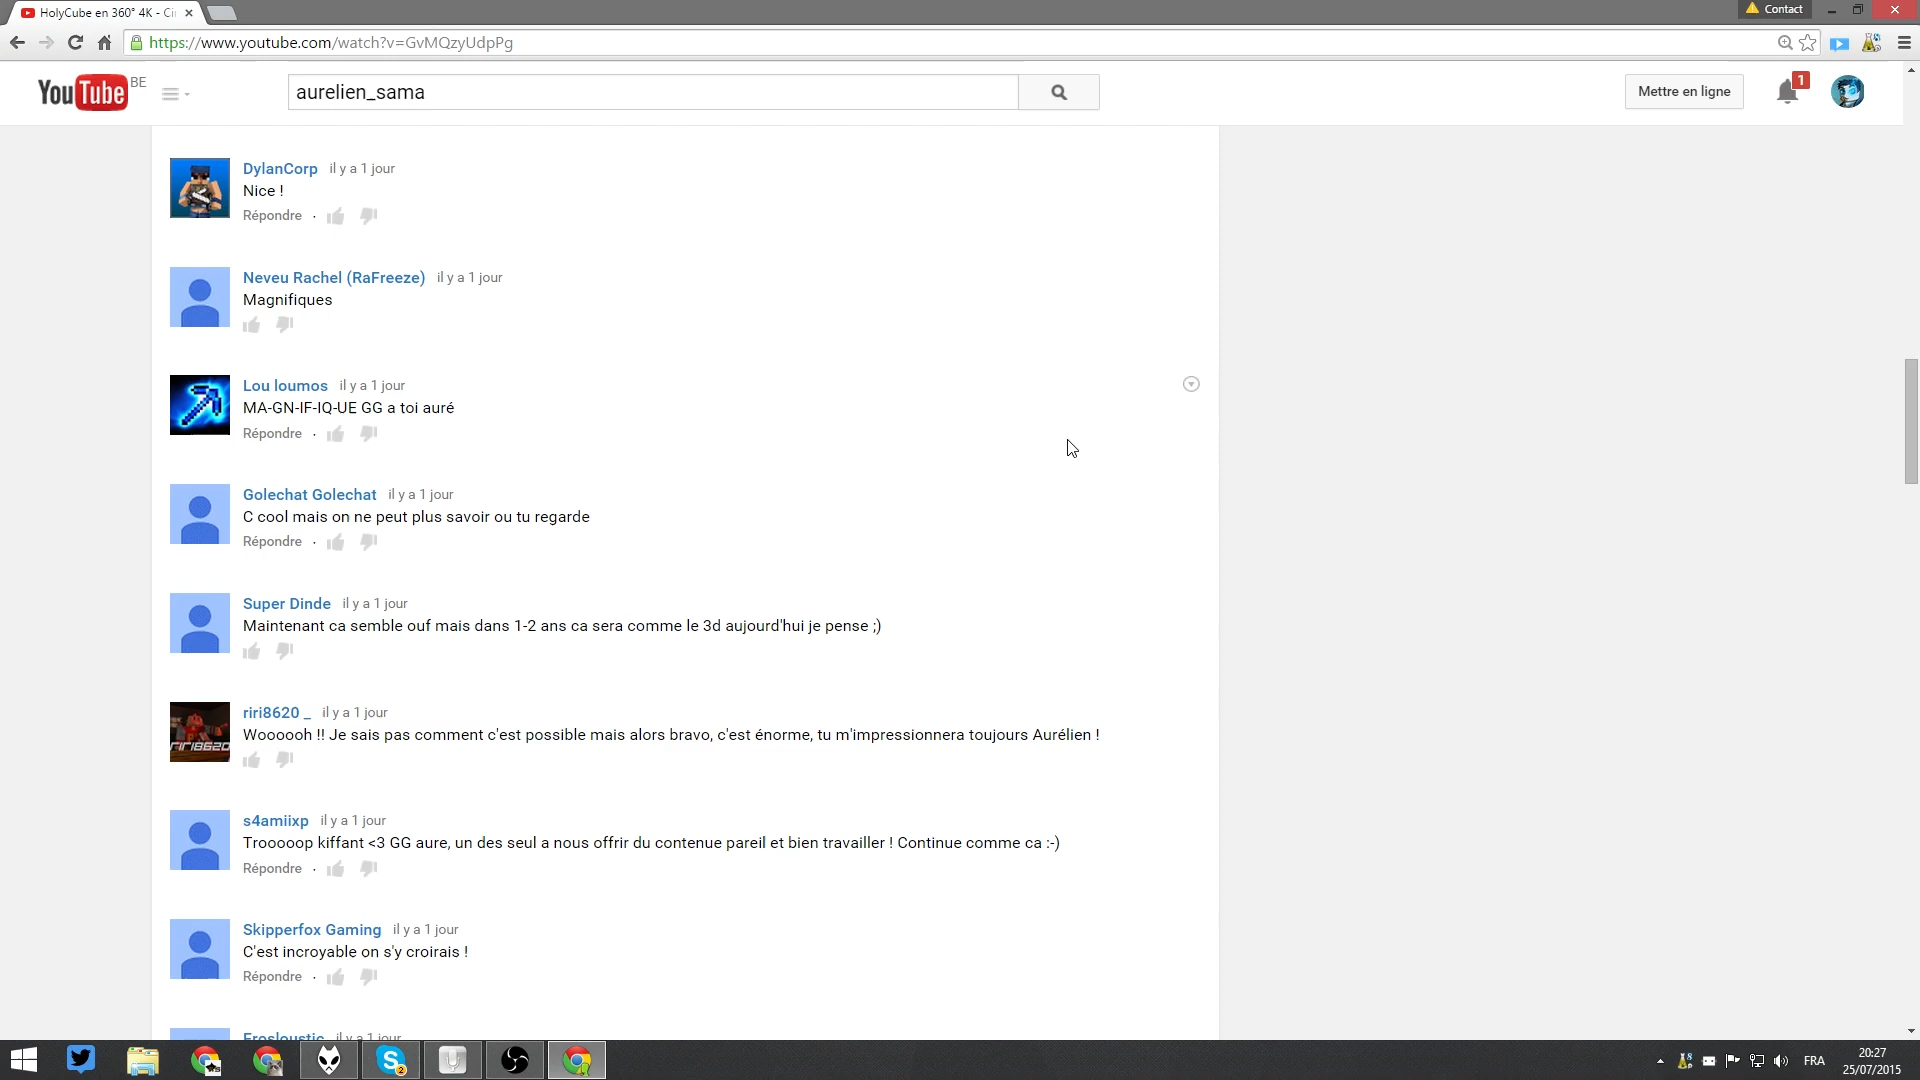 HolyCube en 360° 4K - Ci
Contact
https://www.youtube.com/watch?v=GvMQzyUdpPg
YouTube BE
aurelien_sama
Mettre en ligne
1
DylanCorp il y a 1 jour
Nice !
Répondre ·
Neveu Rachel (RaFreeze) il y a 1 jour
Magnifiques
Lou loumos il y a 1 jour
MA-GN-IF-IQ-UE GG a toi auré
Répondre ·
Golechat Golechat il y a 1 jour
C cool mais on ne peut plus savoir ou tu regarde
Répondre ·
Super Dinde il y a 1 jour
Maintenant ca semble ouf mais dans 1-2 ans ca sera comme le 3d aujourd'hui je pense ;)
riri8620 _ il y a 1 jour
Woooooh !! Je sais pas comment c'est possible mais alors bravo, c'est énorme, tu m'impressionnera toujours Aurélien !
RIRI8620
s4amiixp il y a 1 jour
Trooooop kiffant <3 GG aure, un des seul a nous offrir du contenue pareil et bien travailler ! Continue comme ca :-)
Répondre ·
Skipperfox Gaming il y a 1 jour
C'est incroyable on s'y croirais !
Répondre ·
Frosloustic il y a 1 jour
2
FRA
20:27
25/07/2015